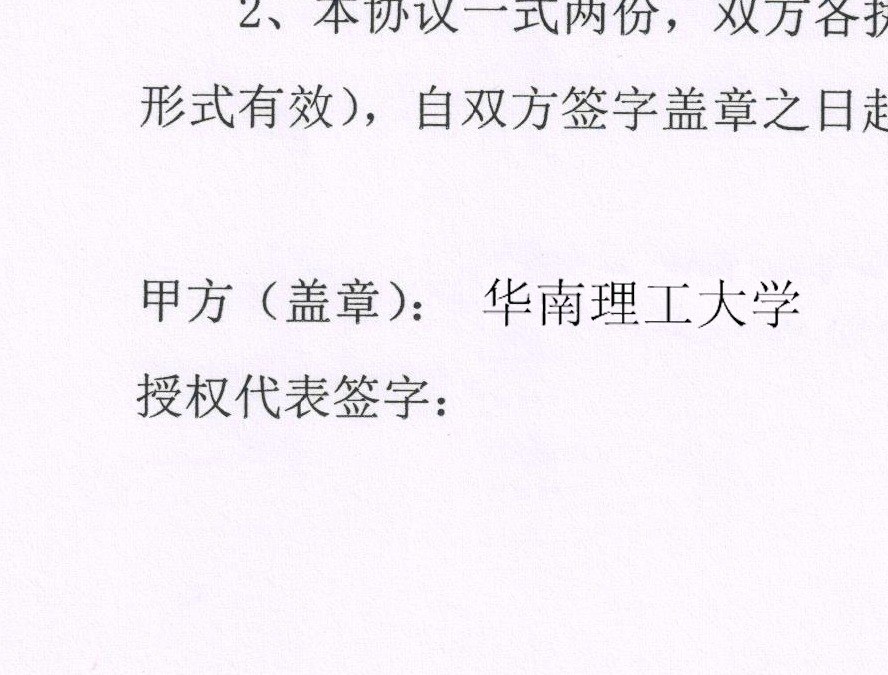 2、本协议一式两份，双方各执
形式有效），自双方签字盖章之日起
甲方（盖章）： 华南理工大学
授权代表签字：